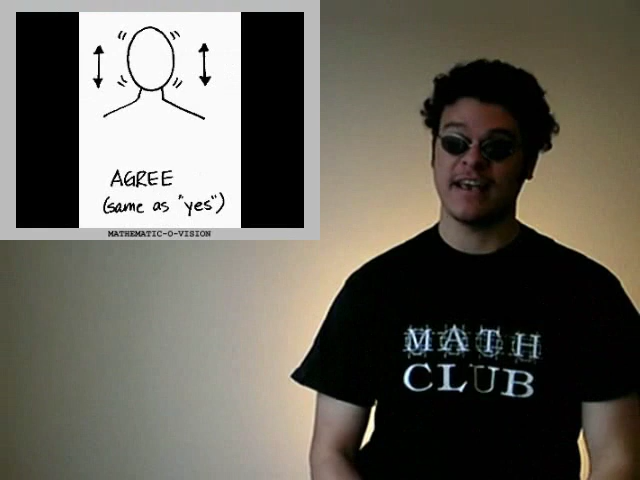 AGREE
(same as "yes")
MATHEMATIC-O-VISION
MATH
CLUB